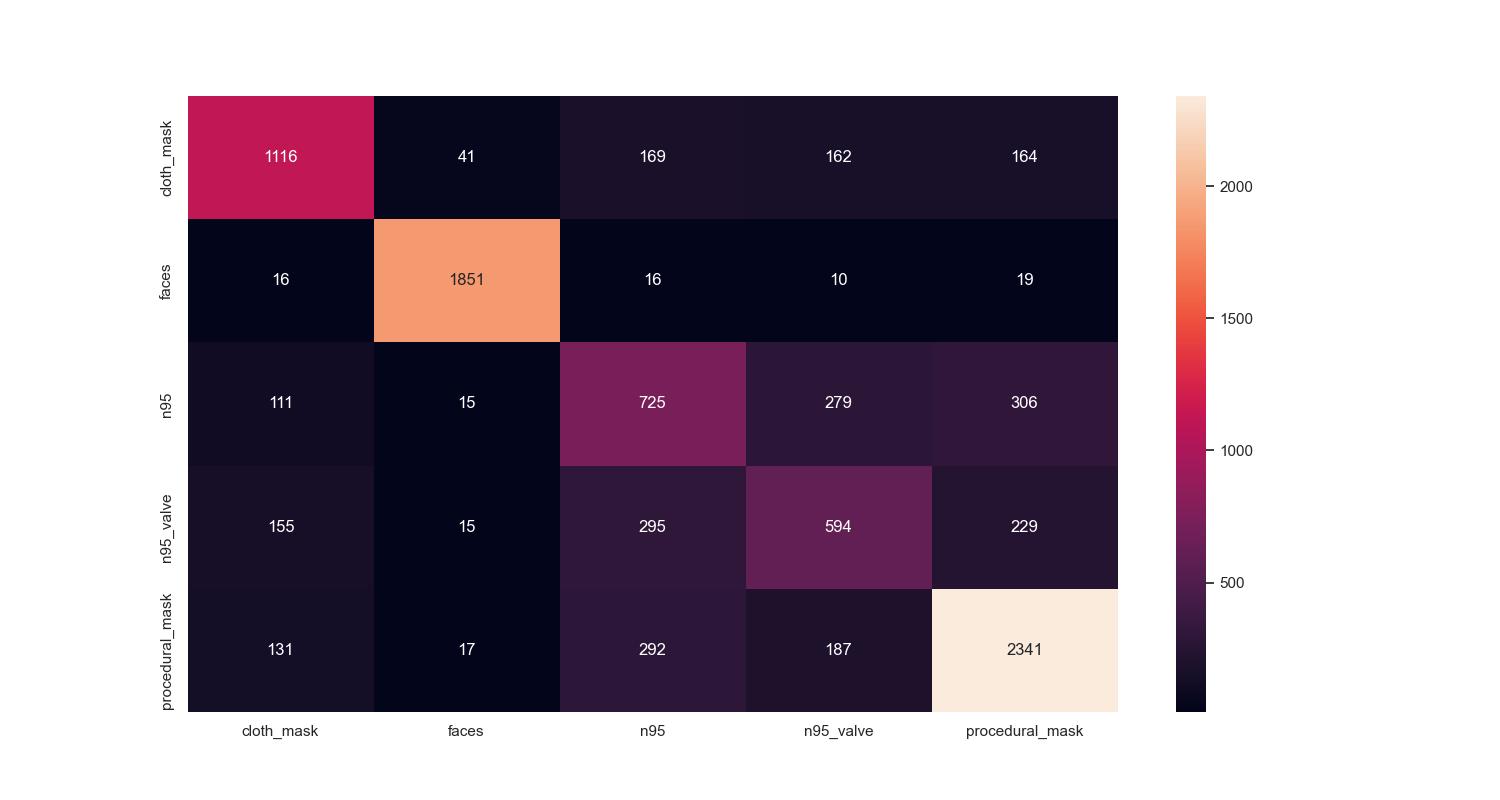 cloth_mask 1116 41 169 162 164
faces 16 1851 16 10 19
n95 111 15 725 279 306
n95_valve 155 15 295 594 229
procedural_mask 131 17 292 187 2341
cloth_mask faces n95 n95_valve procedural_mask
2000
1500
1000
500